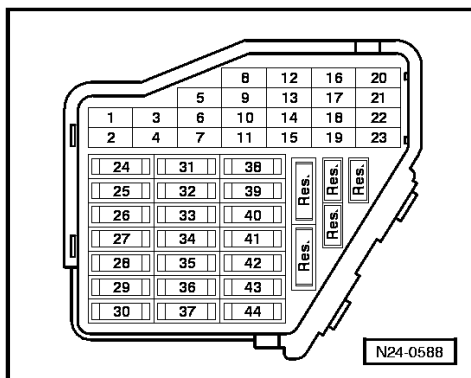 8 12 16 20
5 9 13 17 21
1 3 6 10 14 18 22
2 4 7 11 15 19 23
24 31 38
25 32 39
26 33 40
27 34 41
28 35 42
29 36 43
30 37 44
Res. Res. Res.
Res. Res.
N24-0588